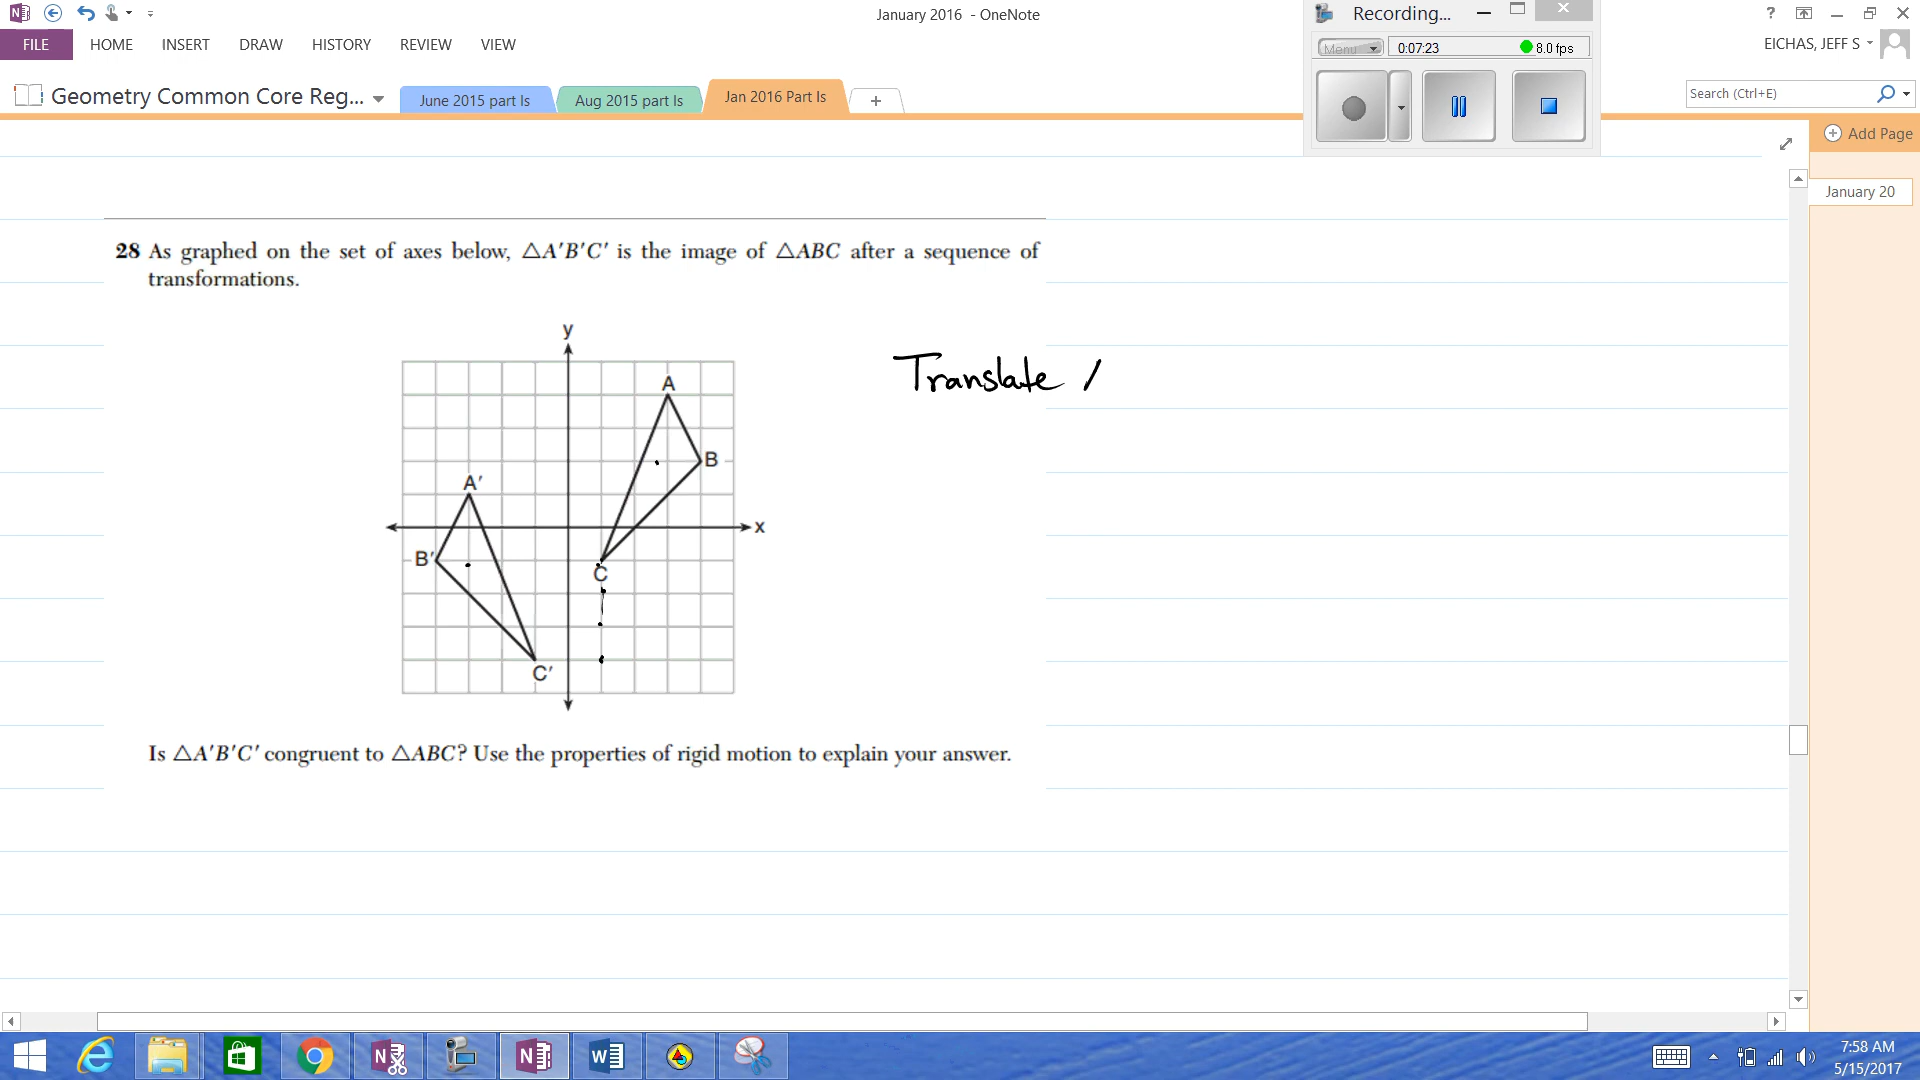 January 2016 - OneNote
Recording...
FILE HOME INSERT DRAW HISTORY REVIEW VIEW
Menu 0:07:23 8.0 fps
EICHAS, JEFF S
Geometry Common Core Reg...
June 2015 part Is
Aug 2015 part Is
Jan 2016 Part Is
+
Search (Ctrl+E)
Add Page
January 20
28 As graphed on the set of axes below, △A′B′C′ is the image of △ABC after a sequence of
transformations.
y
Translate
A
B
A′
x
B′
C
C′
Is △A′B′C′ congruent to △ABC? Use the properties of rigid motion to explain your answer.
7:58 AM
5/15/2017